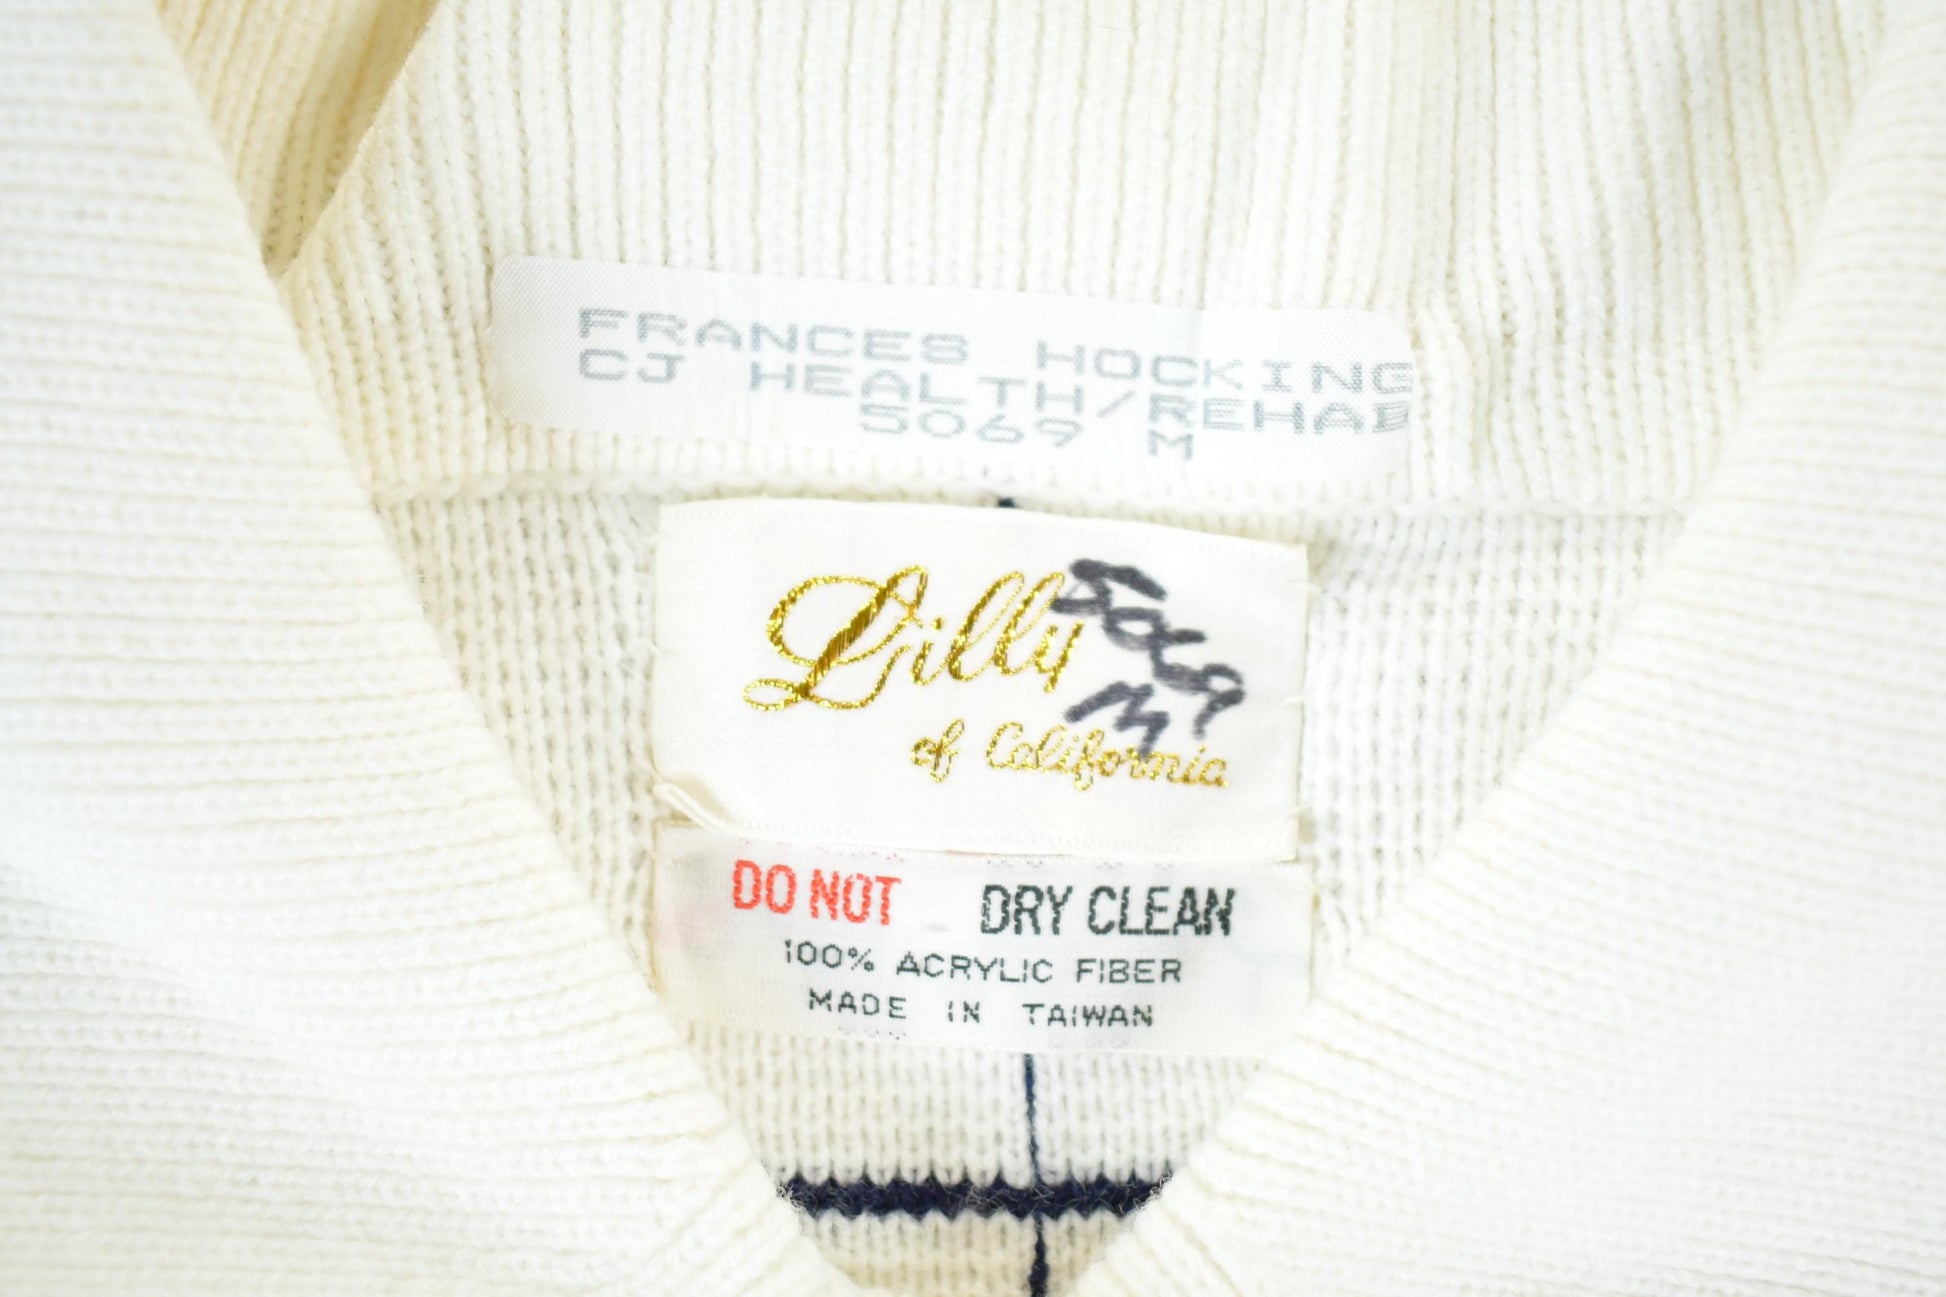 FRANCES HOCKING
CJ HEALTH/REHAB
S069 M
Lilly
of California
5069
M
DO NOT DRY CLEAN
100% ACRYLIC FIBER
MADE IN TAIWAN